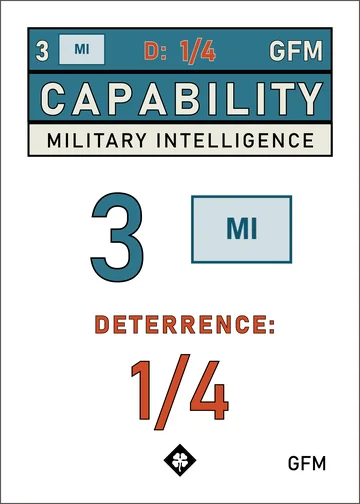 3 MI D: 1/4 GFM
CAPABILITY
MILITARY INTELLIGENCE
3 MI
DETERRENCE:
1/4
GFM